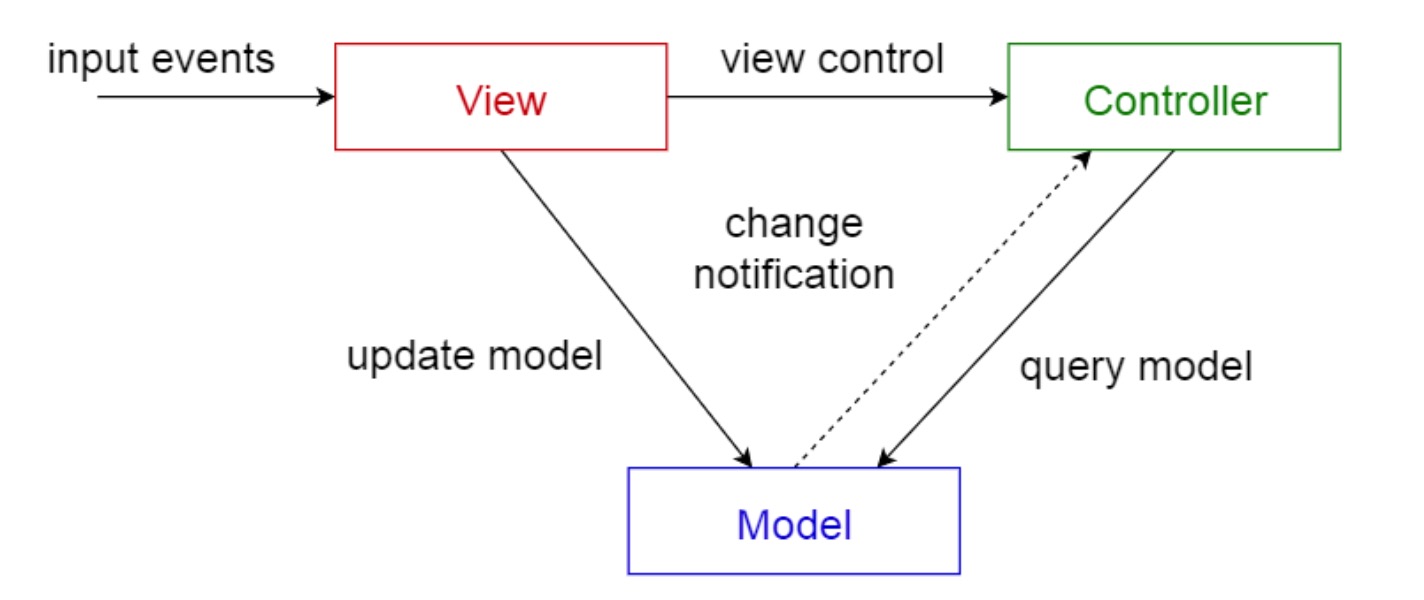 input events
View
view control
Controller
change
notification
update model
query model
Model